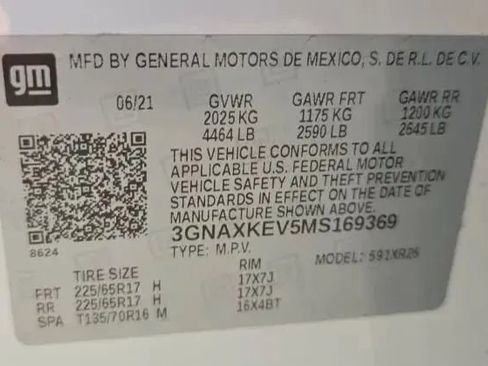 gm MFD BY GENERAL MOTORS DE MEXICO, S. DE R.L. DE C.V.
06/21 GVWR GAWR FRT GAWR RR
2025 KG 1175 KG 1200 KG
4464 LB 2590 LB 2645 LB
THIS VEHICLE CONFORMS TO ALL
APPLICABLE U.S. FEDERAL MOTOR
VEHICLE SAFETY AND THEFT PREVENTION
STANDARDS IN EFFECT ON THE DATE OF
MANUFACTURE SHOWN ABOVE.
3GNAXKEV5MS169369
8624 TYPE: M.P.V. MODEL: 591XR26
TIRE SIZE RIM
FRT 225/65R17 H 17X7J
RR 225/65R17 H 17X7J
SPA T135/70R16 M 16X4BT